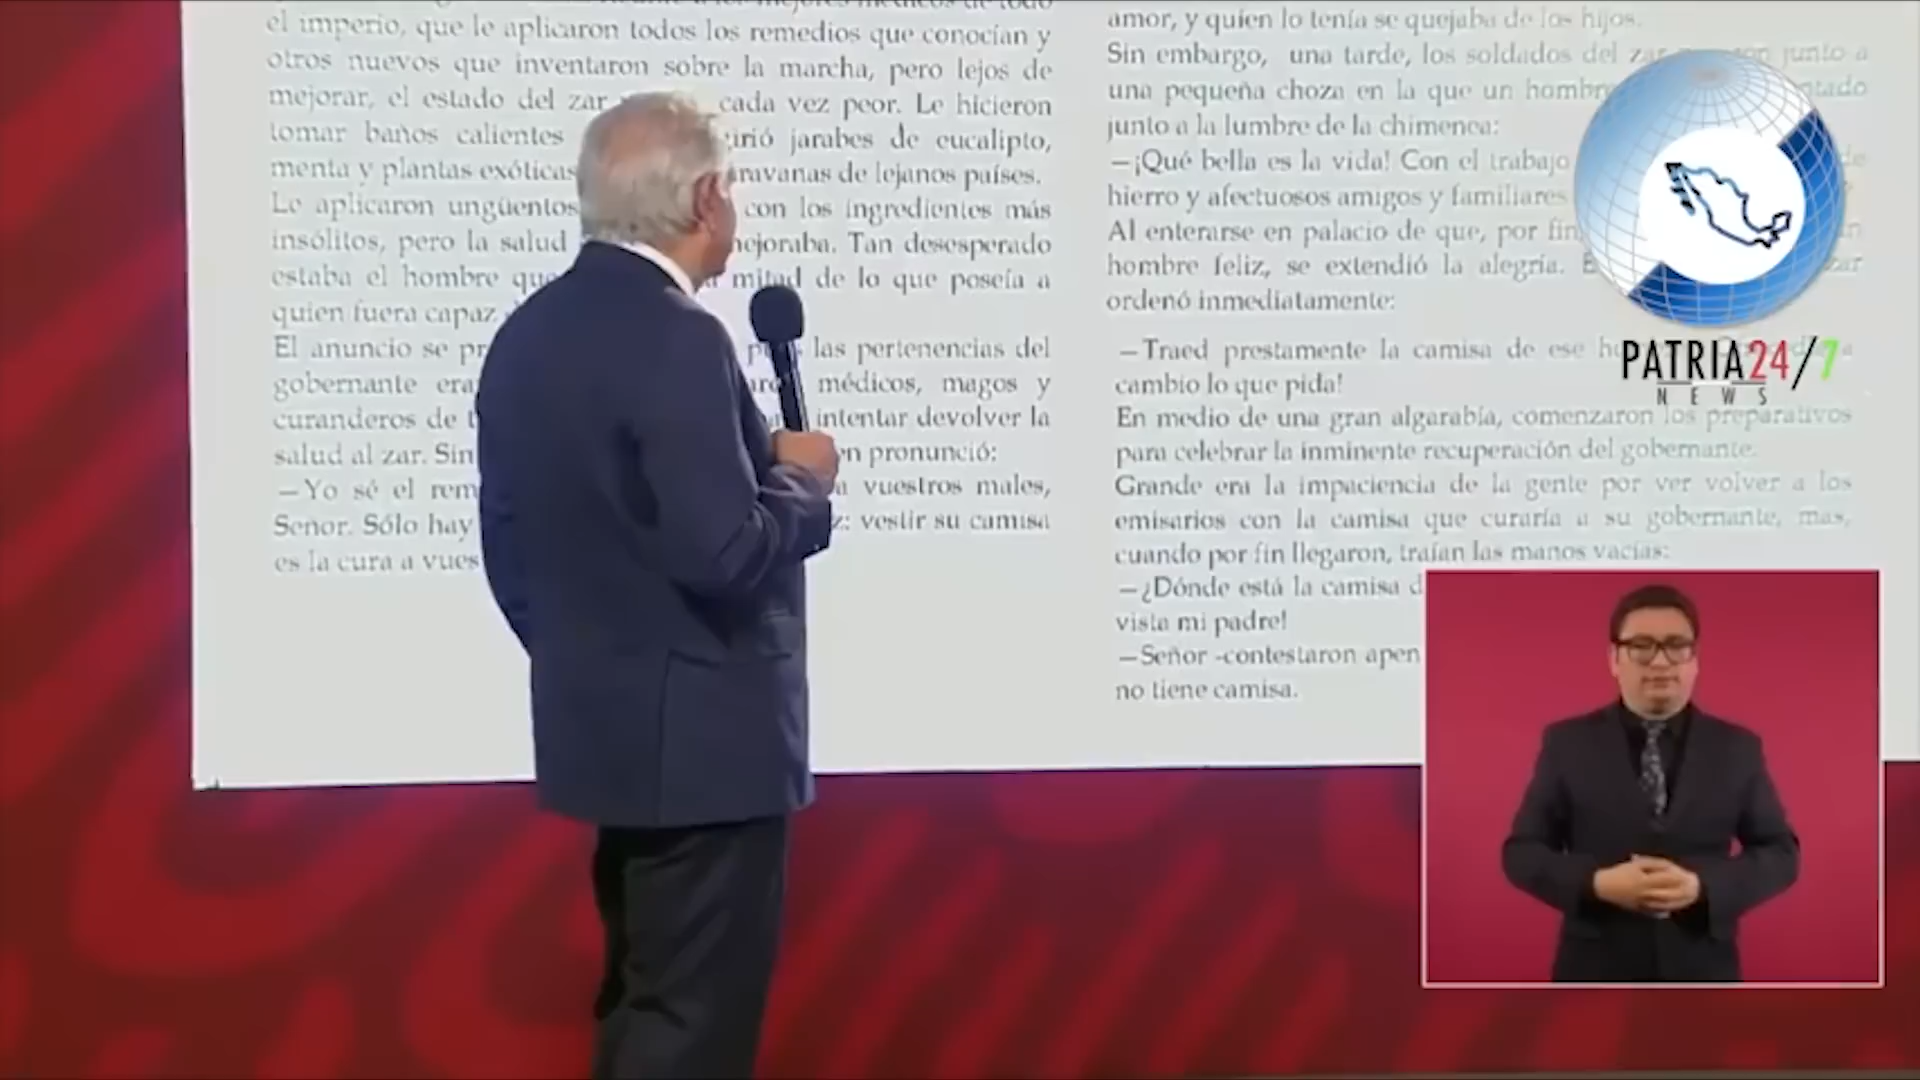 el imperio, que le aplicaron todos los remedios que conocían y
otros nuevos que inventaron sobre la marcha, pero lejos de
mejorar, el estado del zar cada vez peor. Le hicieron
tomar baños calientes jarabes de eucalipto,
menta y plantas exóticas de lejanos países.
Le aplicaron ungüentos con los ingredientes más
insólitos, pero la salud mejoraba. Tan desesperado
estaba el hombre que mitad de lo que poseía a
quien fuera capaz
El anuncio se las pertenencias del
gobernante médicos, magos y
curanderos de intentar devolver la
salud al zar. Sin pronunció:
—Yo sé el vuestros males,
Señor. Sólo hay vestir su camisa
es la cura a
amor, y quien lo tenía se quejaba de los hijos.
Sin embargo, una tarde, los soldados del zar junto a
una pequeña choza en la que un
junto a la lumbre de la chimenea:
—¡Qué bella es la vida! Con el trabajo
hierro y afectuosos amigos y familiares
Al enterarse en palacio de que, por fin
hombre feliz, se extendió la alegría. zar
ordenó inmediatamente:
—Traed prestamente la camisa de ese
cambio lo que pida!
En medio de una gran algarabía, comenzaron los preparativos
para celebrar la inminente recuperación del gobernante.
Grande era la impaciencia de la gente por ver volver a los
emisarios con la camisa que curaría a su gobernante, mas,
cuando por fin llegaron, traían las manos vacías:
—¿Dónde está la camisa
vista mi padre!
—Señor -contestaron
no tiene camisa.
PATRIA24/7
NEWS